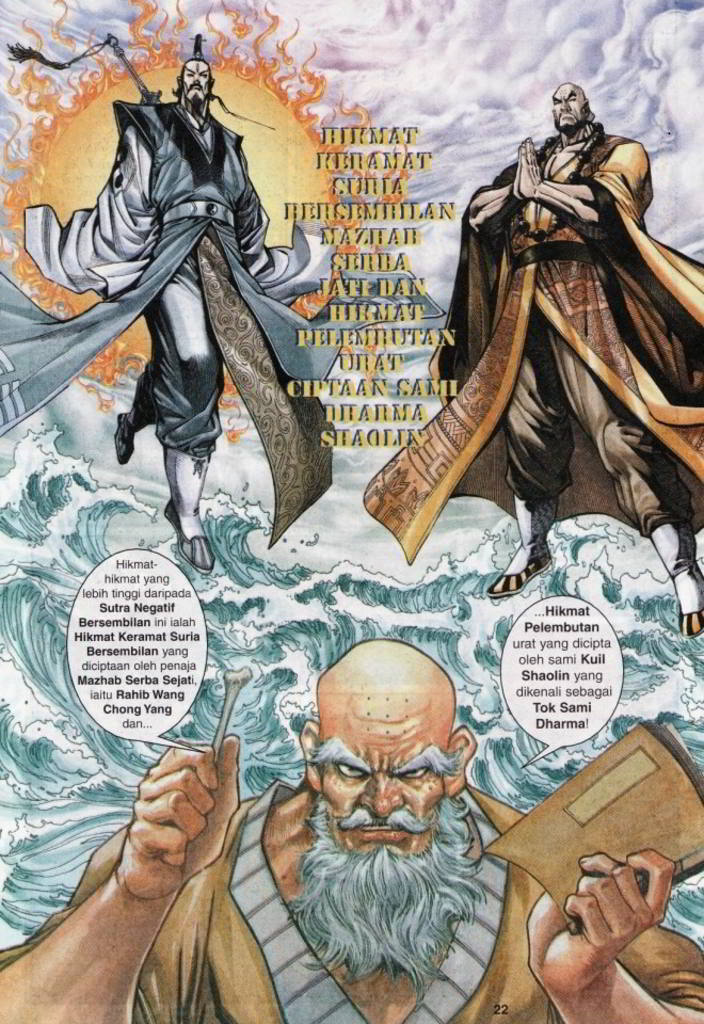 HIKMAT
KERAMAT
SURIA
BERSEMBILAN
MAZHAB
SERBA
JATI DAN
HIKMAT
PELEMBUTAN
URAT
CIPTAAN SAMI
DHARMA
SHAOLIN
Hikmat-
hikmat yang
lebih tinggi daripada
Sutra Negatif
Bersembilan ini ialah
Hikmat Keramat Suria
Bersembilan yang
diciptaan oleh penaja
Mazhab Serba Sejati,
iaitu Rahib Wang
Chong Yang
dan...
...Hikmat
Pelembutan
urat yang dicipta
oleh sami Kuil
Shaolin yang
dikenali sebagai
Tok Sami
Dharma!
22